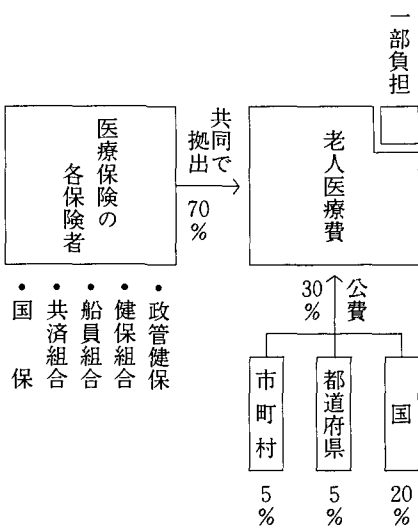 一部負担
老人医療費
共同で
拠出
70
%
医療保険の
各保険者
・政管健保
・健保組合
・船員組合
・共済組合
・国保
公費
30
%
国
20
%
都道府県
5
%
市町村
5
%